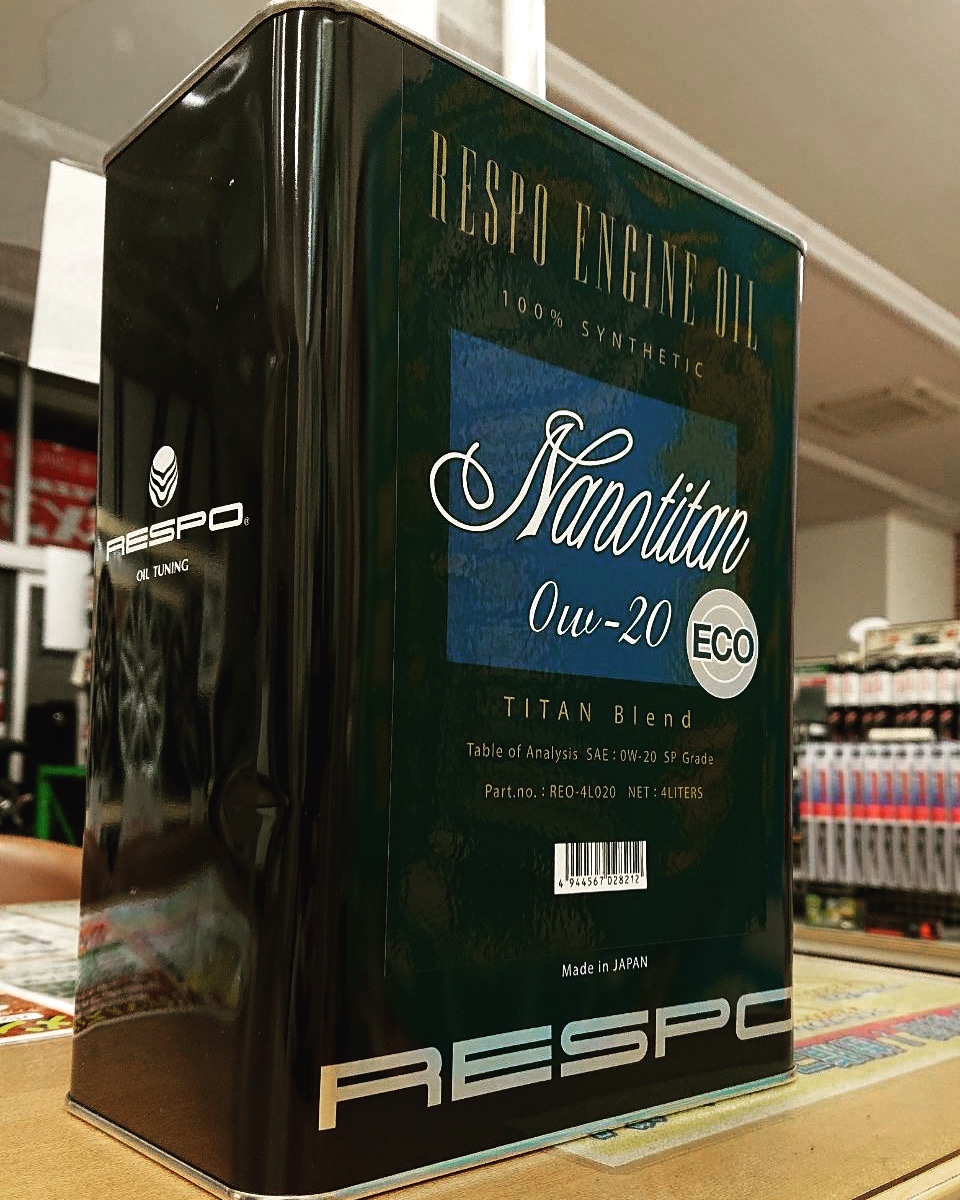 RESPO ENGINE OIL
100% SYNTHETIC
Nanotitan
0w-20
ECO
TITAN Blend
Table of Analysis SAE : 0W-20 SP Grade
Part.no. : REO-4L020 NET : 4LITERS
4 944567 028212
Made in JAPAN
RESPO
RESPO®
OIL TUNING